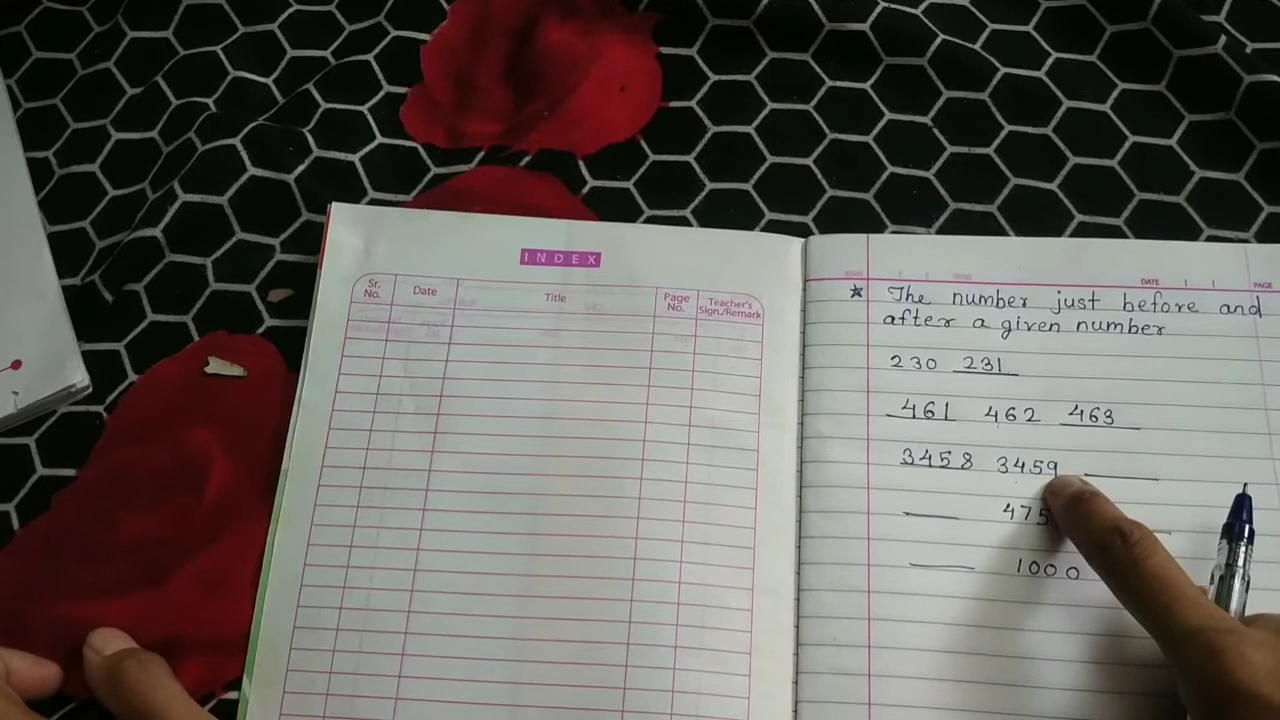 INDEX
Sr. No. Date Title Page No. Teacher's Sign./Remark
DATE PAGE
★ The number just before and
after a given number
230 231
461 462 463
3458 3459
475
1000